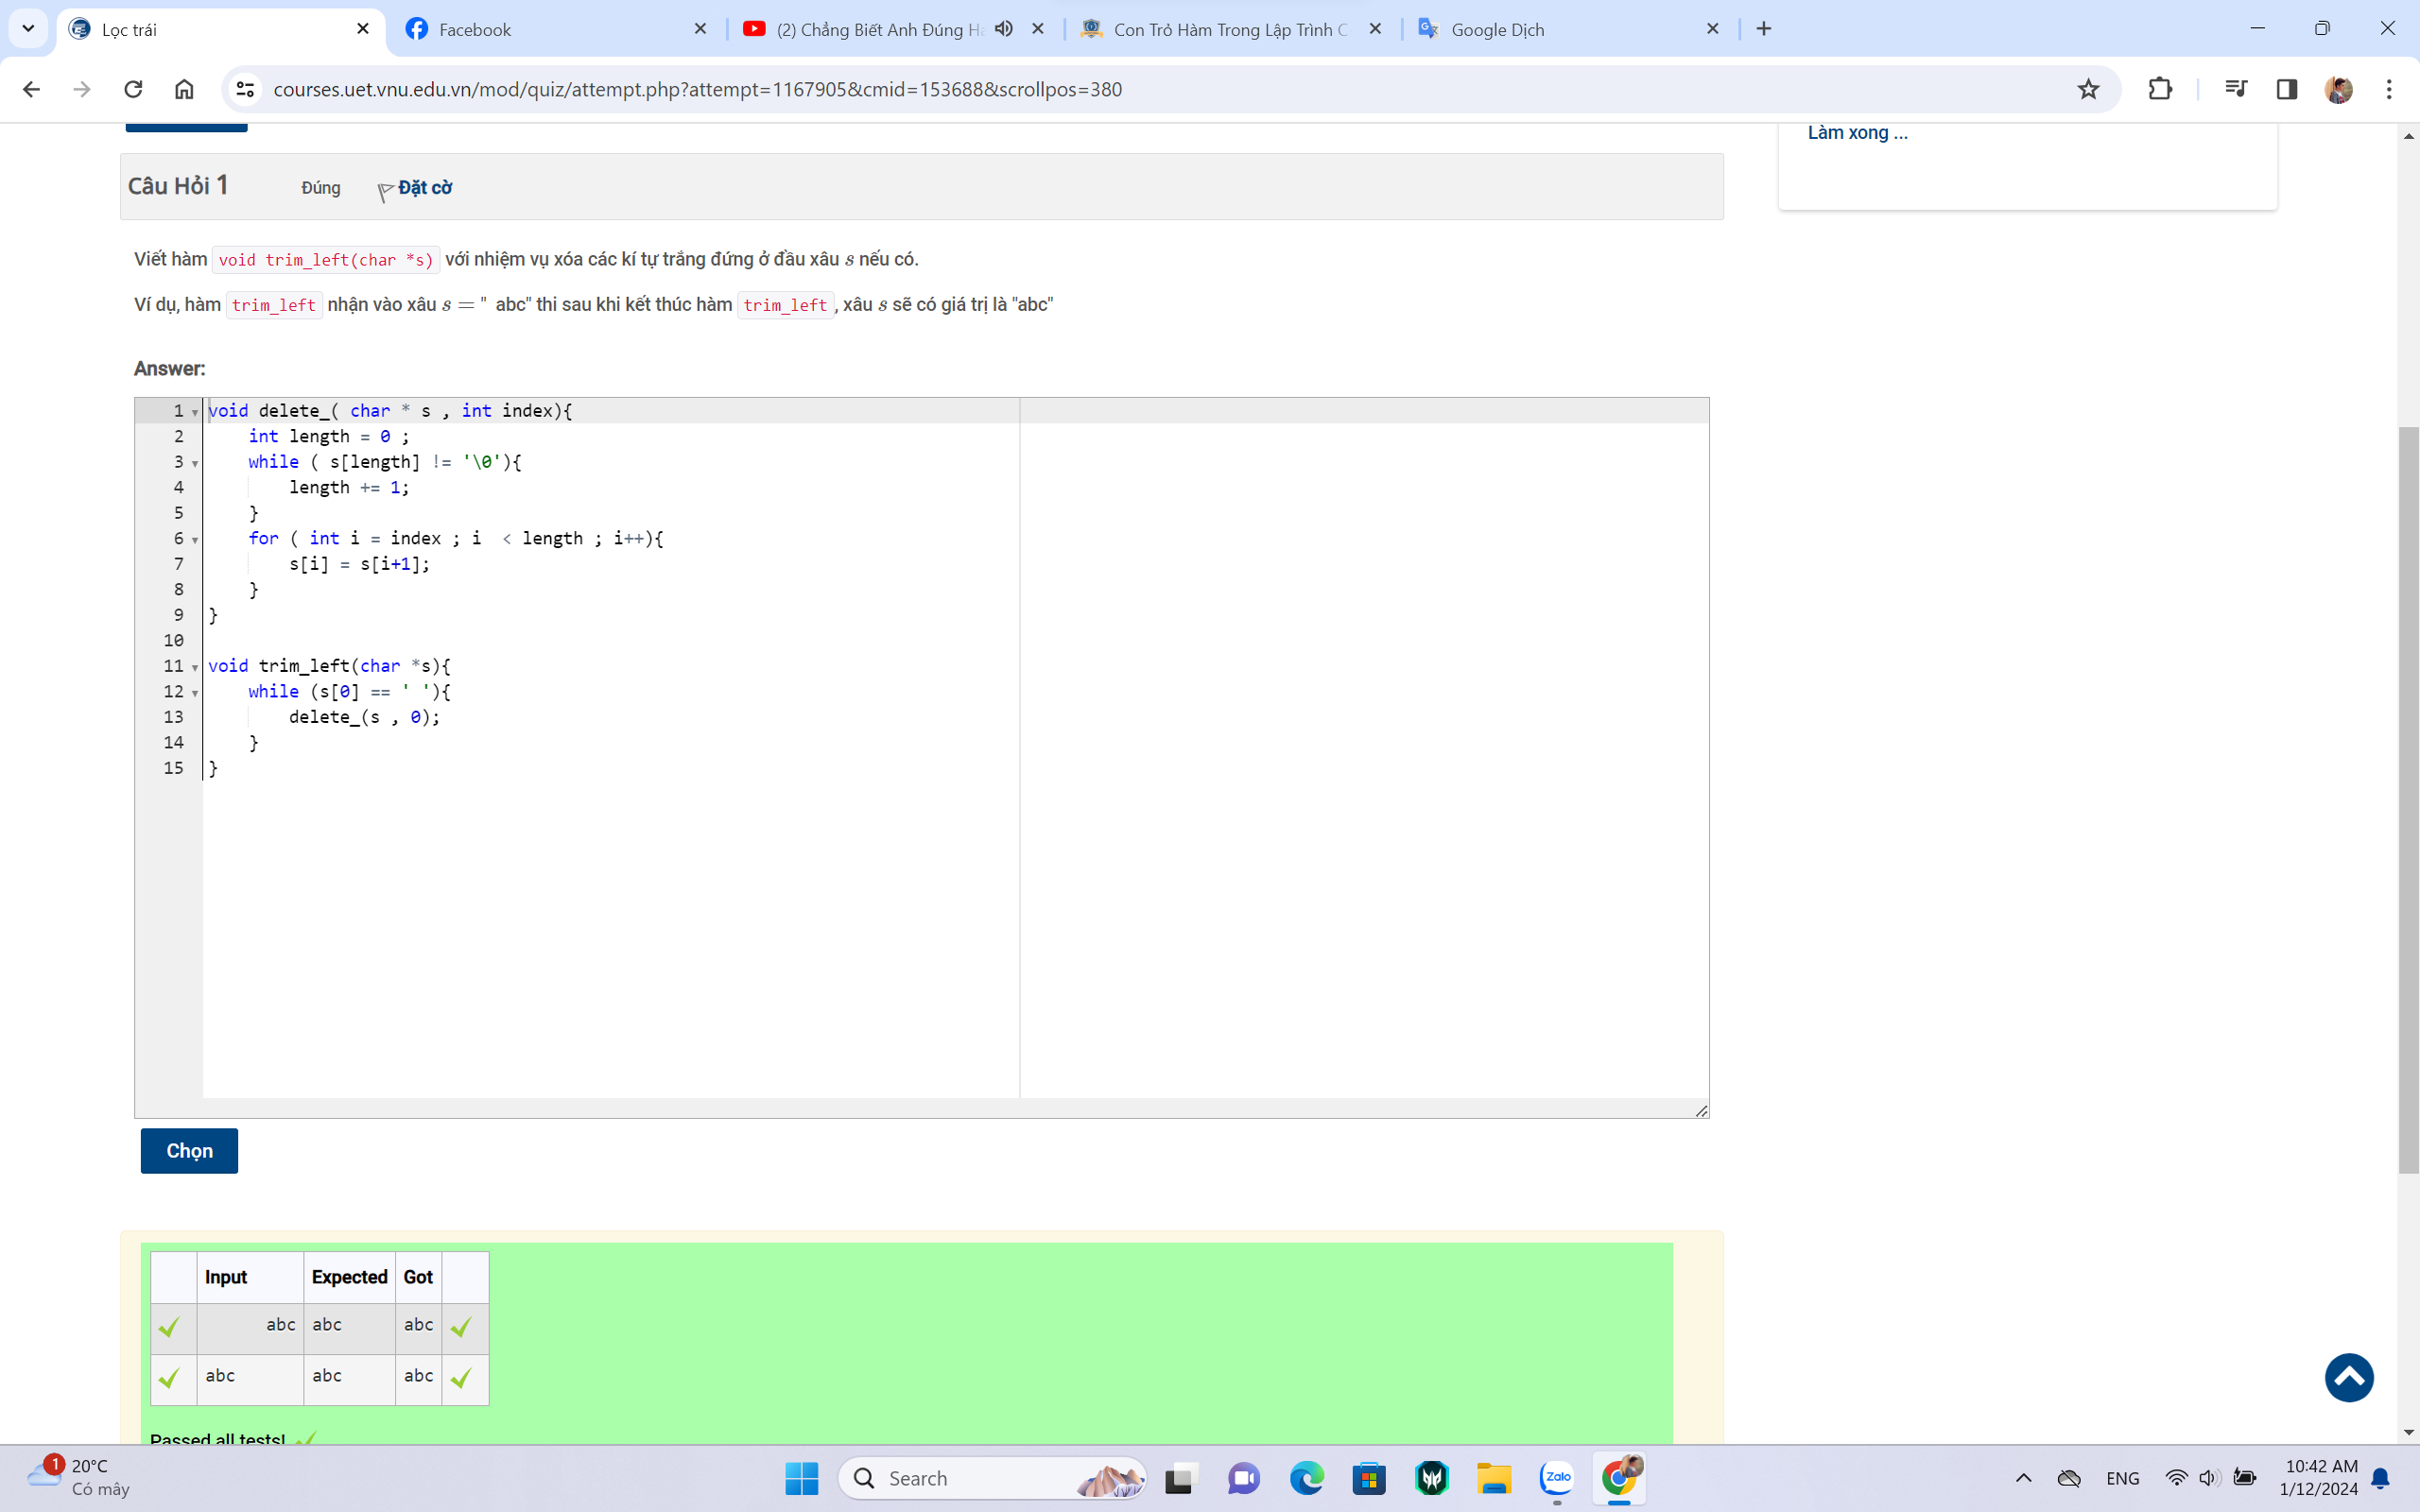 Lọc trái
Facebook
(2) Chẳng Biết Anh Đúng H
Con Trỏ Hàm Trong Lập Trình C
Google Dịch
courses.uet.vnu.edu.vn/mod/quiz/attempt.php?attempt=1167905&cmid=153688&scrollpos=380
Làm xong ...
Câu Hỏi 1 Đúng Đặt cờ
Viết hàm void trim_left(char *s) với nhiệm vụ xóa các kí tự trắng đứng ở đầu xâu s nếu có.
Ví dụ, hàm trim_left nhận vào xâu s = "  abc" thi sau khi kết thúc hàm trim_left , xâu s sẽ có giá trị là "abc"
Answer:
1 void delete_( char * s , int index){
2     int length = 0 ;
3     while ( s[length] != '\0'){
4         length += 1;
5     }
6     for ( int i = index ; i  < length ; i++){
7         s[i] = s[i+1];
8     }
9 }
10
11 void trim_left(char *s){
12     while (s[0] == ' '){
13         delete_(s , 0);
14     }
15 }
Chọn
Input Expected Got
abc abc abc
abc abc abc
Passed all tests!
1
20°C
Có mây
Search
Zalo
ENG
10:42 AM
1/12/2024